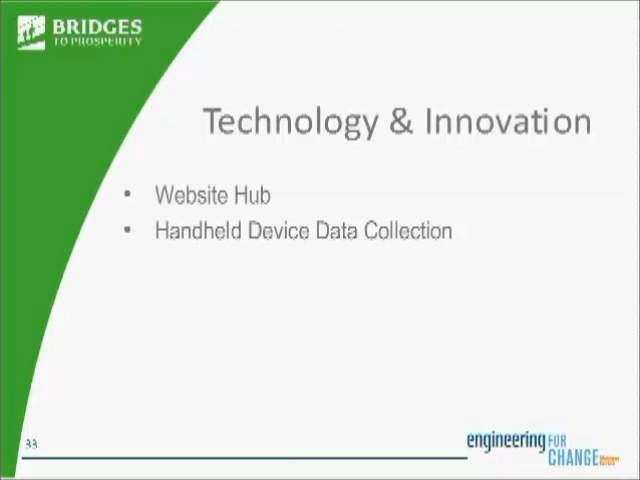 BRIDGES
TO PROSPERITY
Technology & Innovation
• Website Hub
• Handheld Device Data Collection
33
engineering FOR
CHANGE